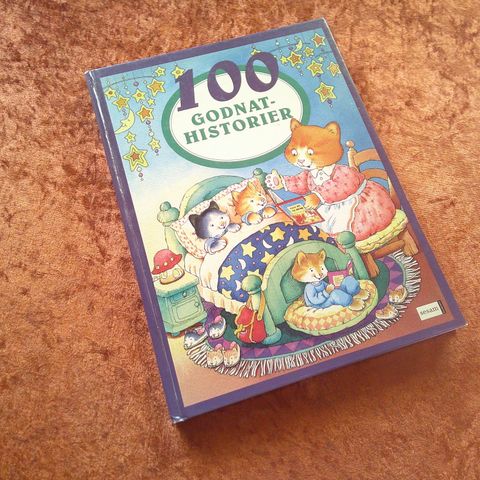 100
GODNAT-
HISTORIER
sesam